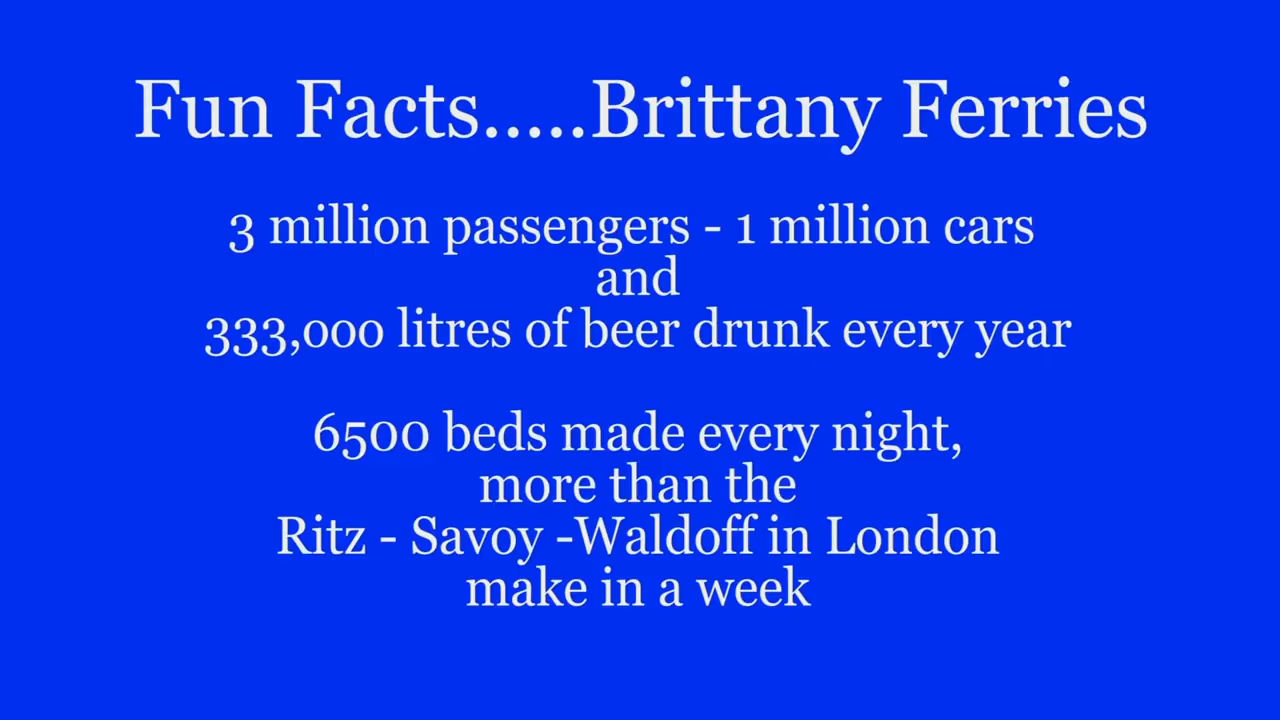 Fun Facts.....Brittany Ferries
3 million passengers - 1 million cars
and
333,000 litres of beer drunk every year
6500 beds made every night,
more than the
Ritz - Savoy -Waldoff in London
make in a week